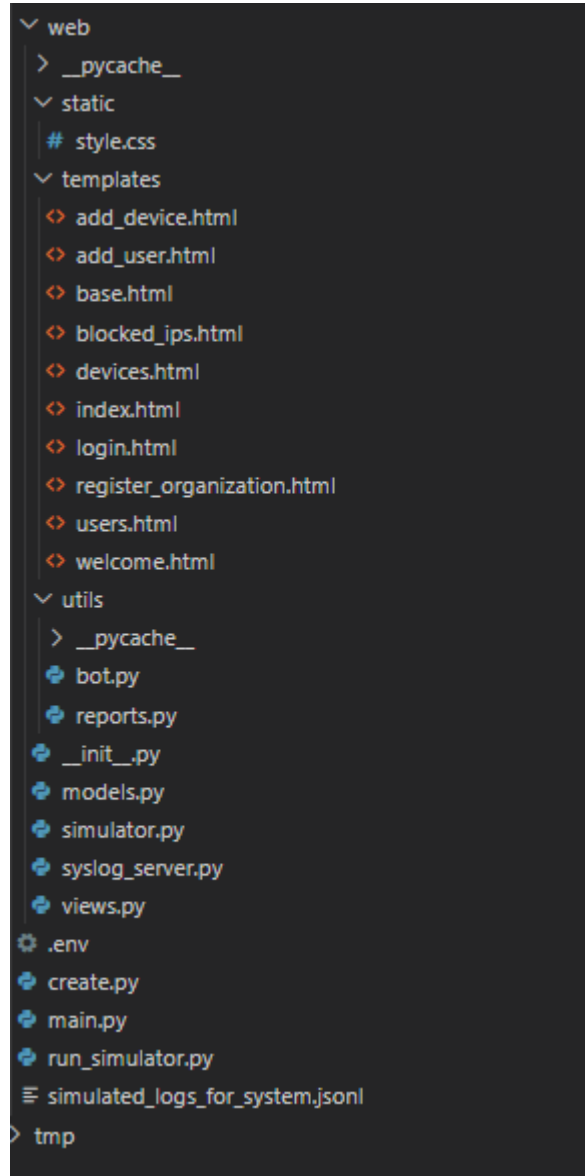 web
__pycache__
static
# style.css
templates
<> add_device.html
<> add_user.html
<> base.html
<> blocked_ips.html
<> devices.html
<> index.html
<> login.html
<> register_organization.html
<> users.html
<> welcome.html
utils
__pycache__
bot.py
reports.py
__init__.py
models.py
simulator.py
syslog_server.py
views.py
.env
create.py
main.py
run_simulator.py
simulated_logs_for_system.jsonl
tmp